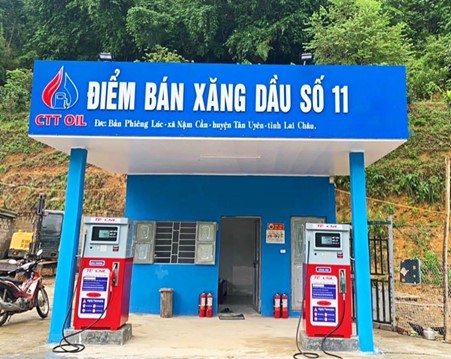 ĐIỂM BÁN XĂNG DẦU SỐ 11
CTT OIL
Đ/c: Bản Phiêng Lúc-xã Nậm Cần-huyện Tân Uyên-tỉnh Lai Châu.